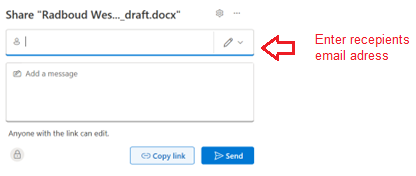 Share "Radboud Wes..._draft.docx"
Enter recepients
email adress
Add a message
Anyone with the link can edit.
Copy link
Send